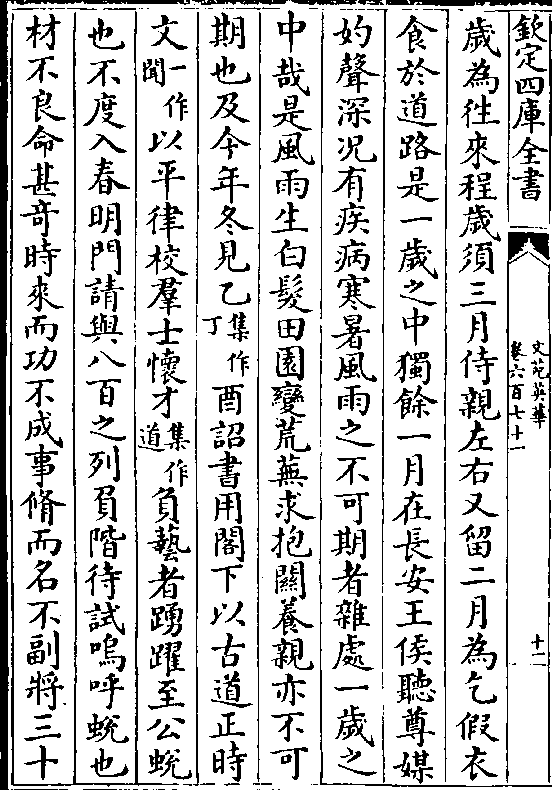 欽定四庫全書
文苑英華
卷六百七十一
十二
歲為徃來程歲須三月侍親左右又留二月為乞假衣
食於道路是一歲之中獨餘一月在長安王侯聽尊媒
妁聲深况有疾病寒暑風雨之不可期者雜處一歲之
中哉是風雨生白髮田園變荒蕪求抱關養親亦不可
期也及今年冬見乙集作丁酉詔書用閣下以古道正時
文一作聞以平律校羣士懷才集作道負藝者踴躍至公蛻
也不度入春明門請與八百之列負階待試嗚呼蛻也
材不良命甚竒時來而功不成事脩而名不副將三十